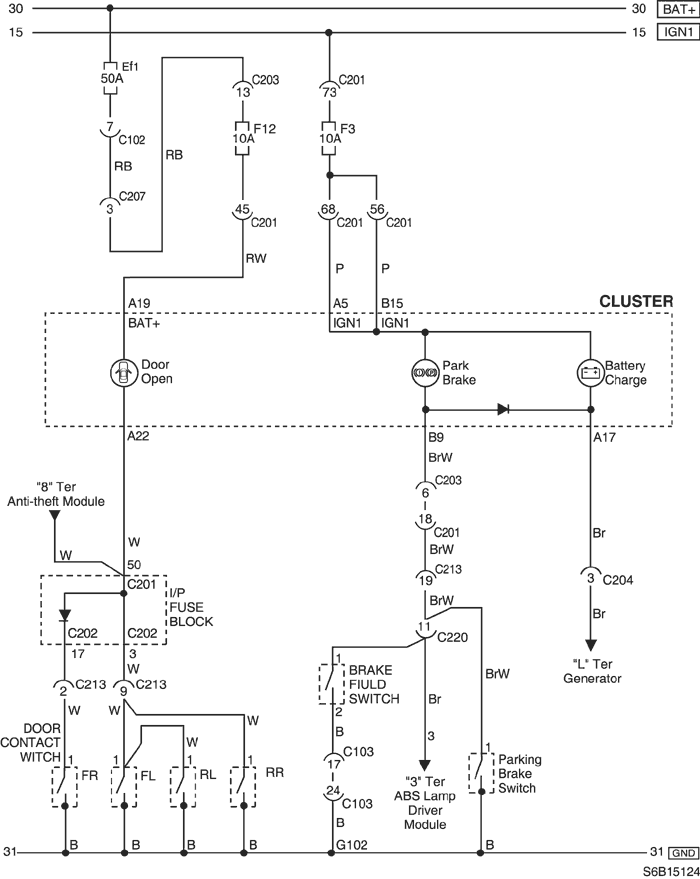 30 30 BAT+
15 15 IGN1
Ef1
50A
C203
13
C201
73
7
C102
F12
10A
F3
10A
RB
RB
C207
3
45
C201
68
C201
56
C201
RW
P P
CLUSTER
A19 A5 B15
BAT+ IGN1 IGN1
Door
Open
Park
Brake
Battery
Charge
A22 B9 A17
BrW
"8" Ter
Anti-theft Module
C203
6
18
C201
W
W
BrW
Br
50
C201
C213
19
3
C204
I/P
FUSE
BLOCK
BrW
Br
C202 C202
11
C220
17 3
W
"L" Ter
Generator
1
BRAKE
FIULD
SWITCH
BrW
2
C213
9
C213
W W W
Br
2
DOOR
CONTACT
WITCH
W
B
3
1 1 1 1
FR FL RL RR
C103
17
1
Parking
Brake
Switch
24
C103
"3" Ter
ABS Lamp
Driver
Module
B
B B B B G102 B
31 31 GND
S6B15124